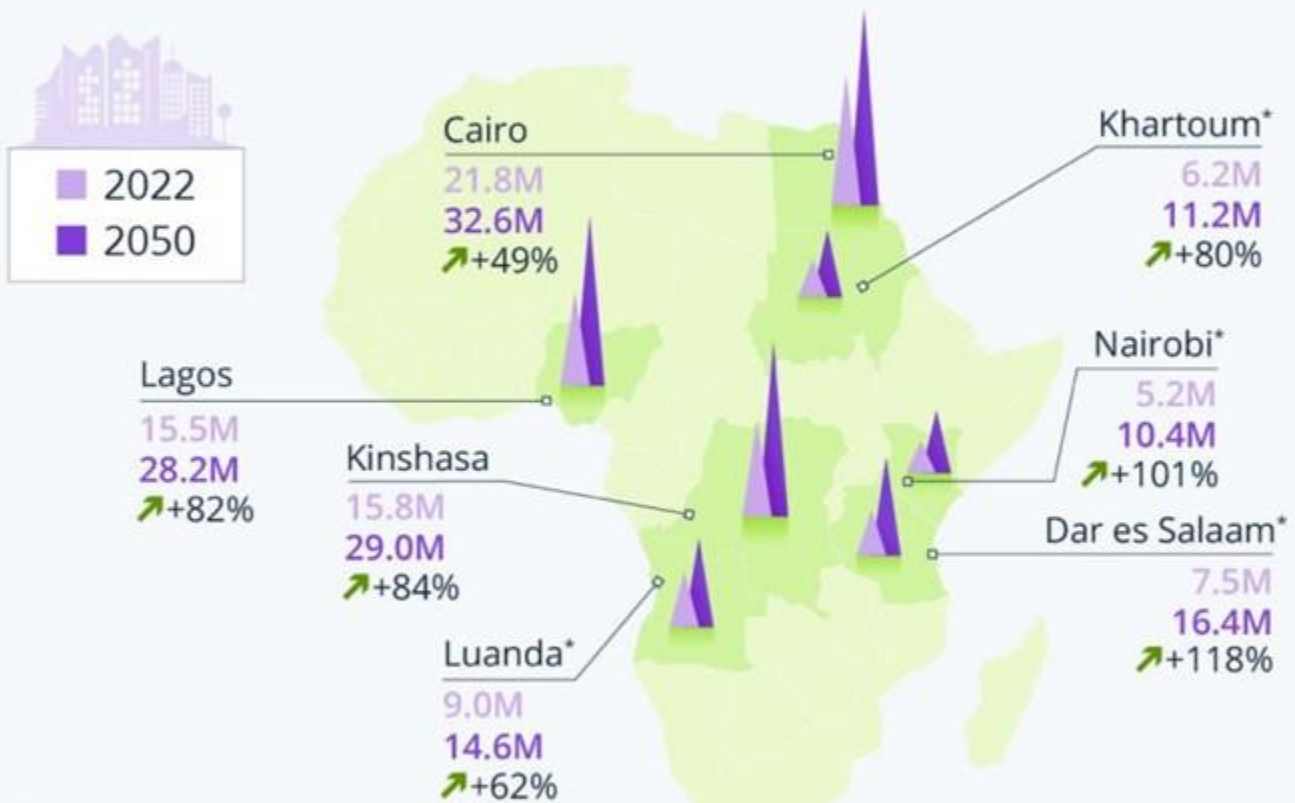 2022
2050
Cairo
21.8M
32.6M
+49%
Khartoum*
6.2M
11.2M
+80%
Lagos
15.5M
28.2M
+82%
Kinshasa
15.8M
29.0M
+84%
Nairobi*
5.2M
10.4M
+101%
Dar es Salaam*
7.5M
16.4M
+118%
Luanda*
9.0M
14.6M
+62%